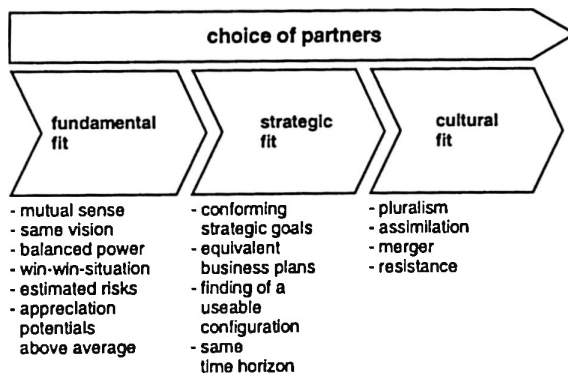 choice of partners
fundamental
fit
- mutual sense
- same vision
- balanced power
- win-win-situation
- estimated risks
- appreciation
potentials
above average
strategic
fit
- conforming
strategic goals
- equivalent
business plans
- finding of a
useable
configuration
- same
time horizon
cultural
fit
- pluralism
- assimilation
- merger
- resistance